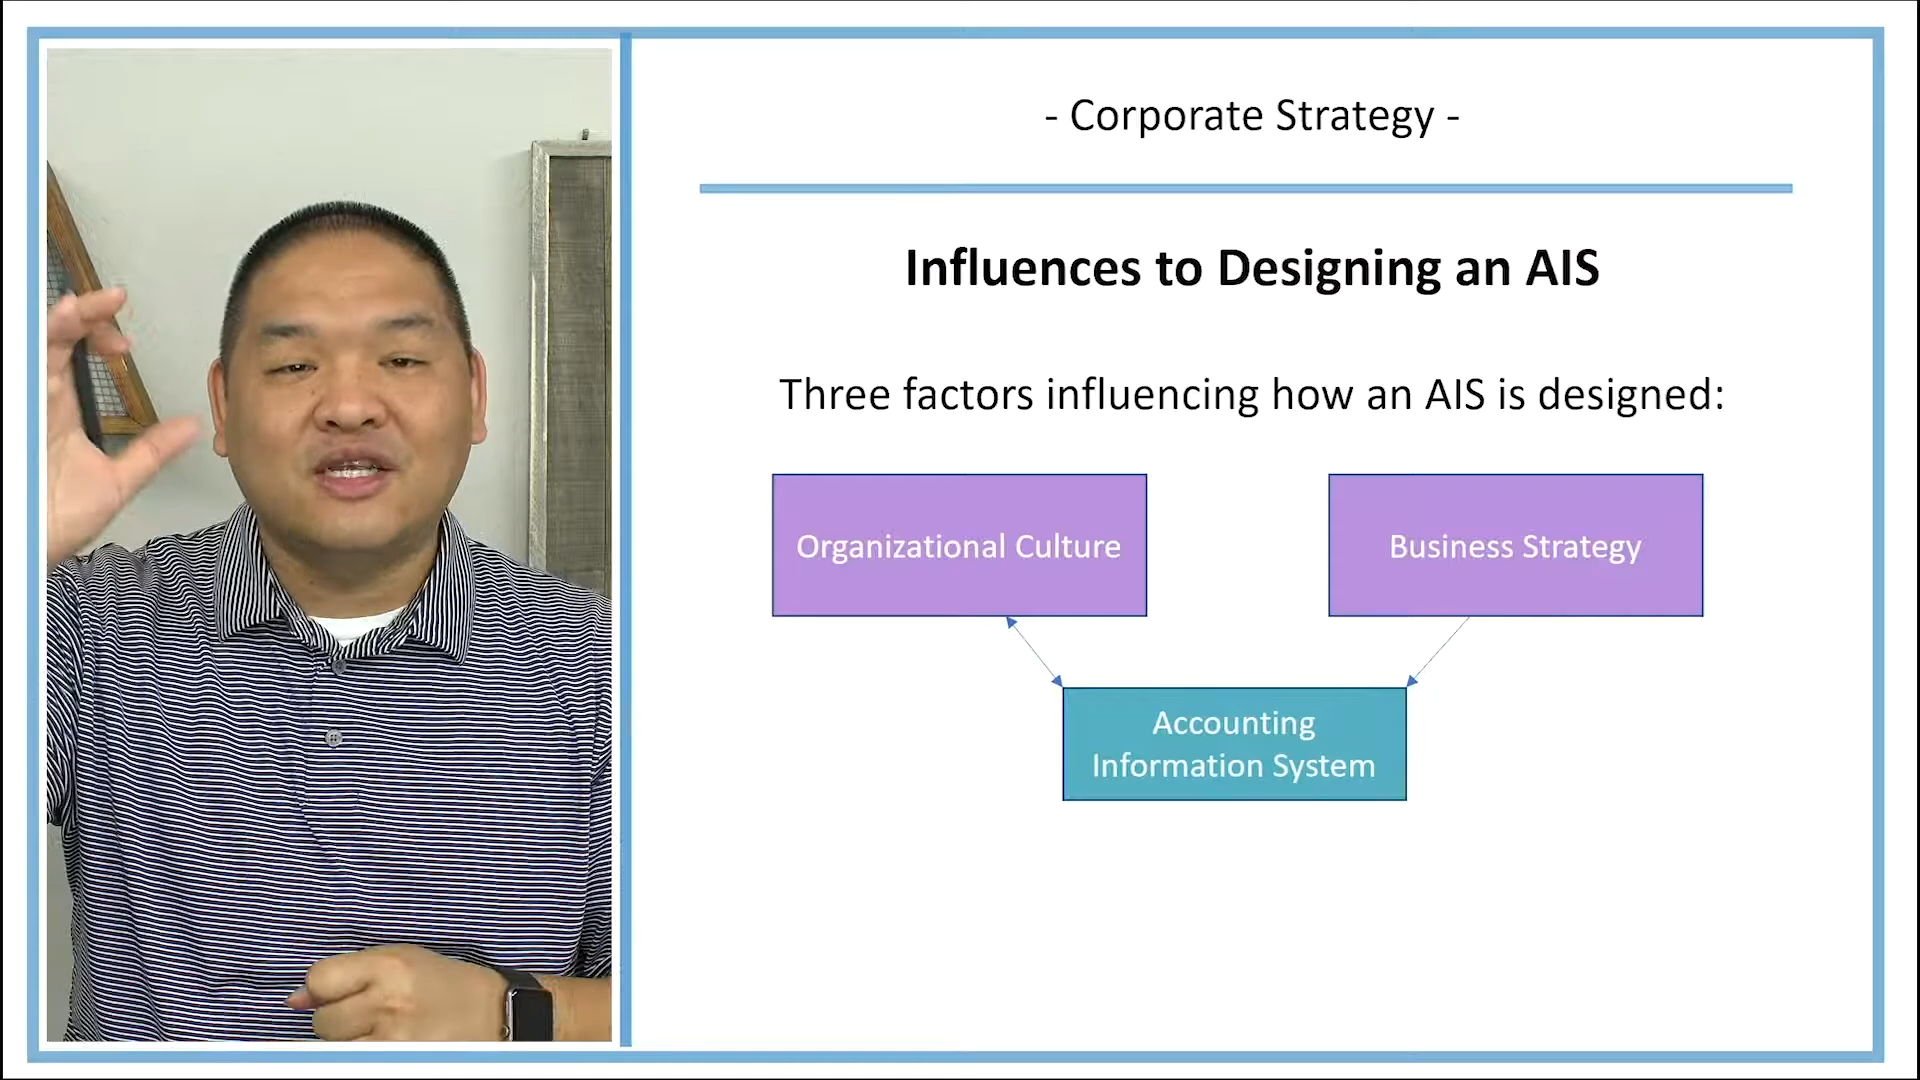 - Corporate Strategy -
Influences to Designing an AIS
Three factors influencing how an AIS is designed:
Organizational Culture
Business Strategy
Accounting
Information System